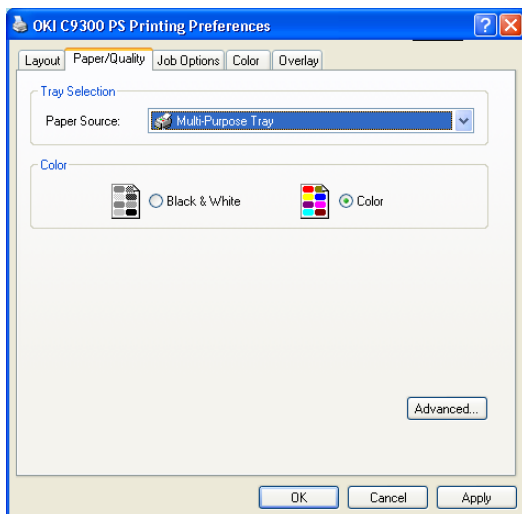 OKI C9300 PS Printing Preferences
Layout Paper/Quality Job Options Color Overlay
Tray Selection
Paper Source: Multi-Purpose Tray
Color
Black & White Color
Advanced...
OK Cancel Apply